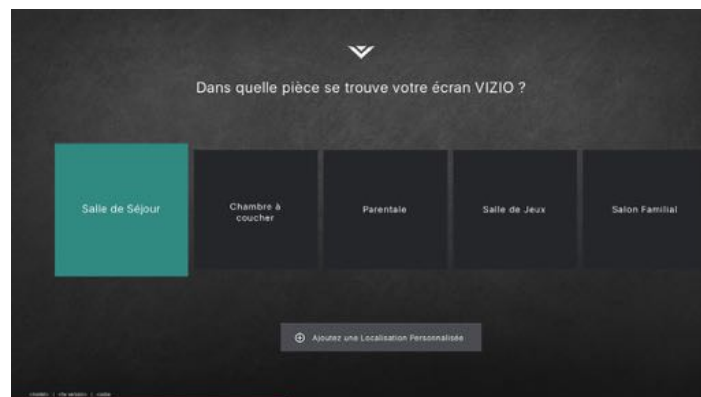 Dans quelle pièce se trouve votre écran VIZIO ?
Salle de Séjour
Chambre à
coucher
Parentale
Salle de Jeux
Salon Familial
Ajoutez une Localisation Personnalisée